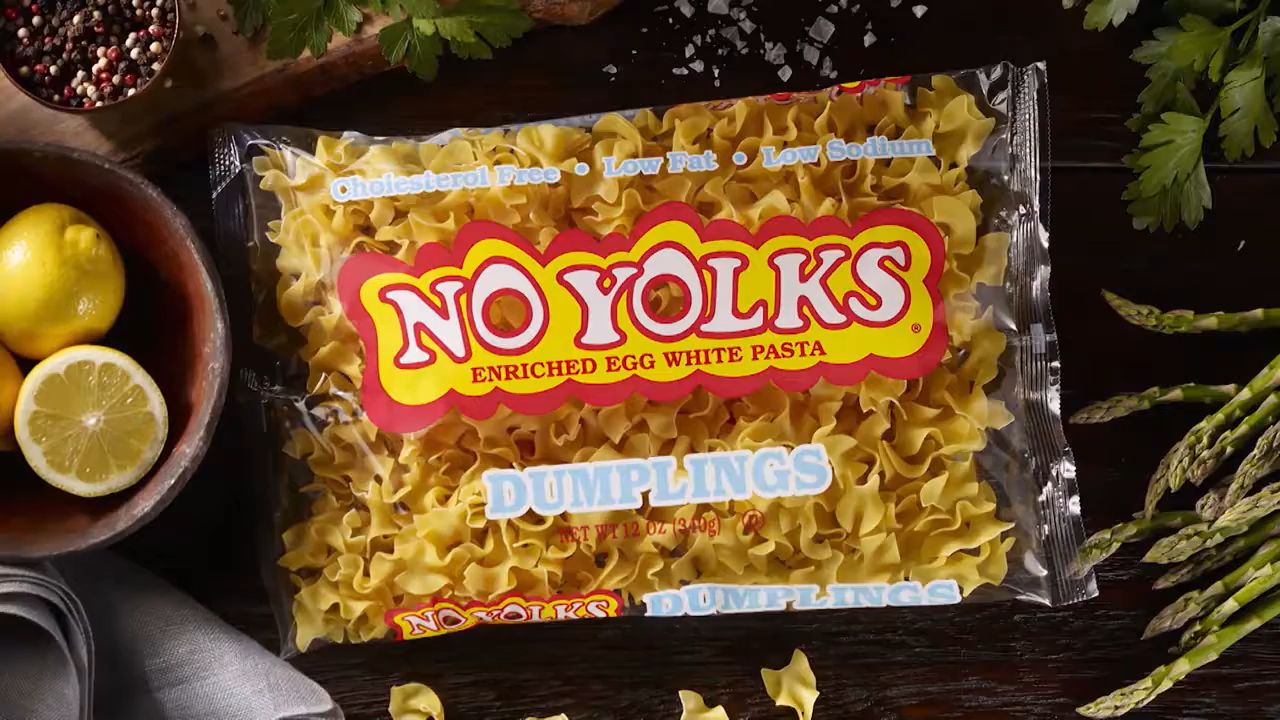 Cholesterol Free • Low Fat • Low Sodium
NO YOLKS®
ENRICHED EGG WHITE PASTA
DUMPLINGS
NET WT 12 OZ (340g)
NO YOLKS DUMPLINGS